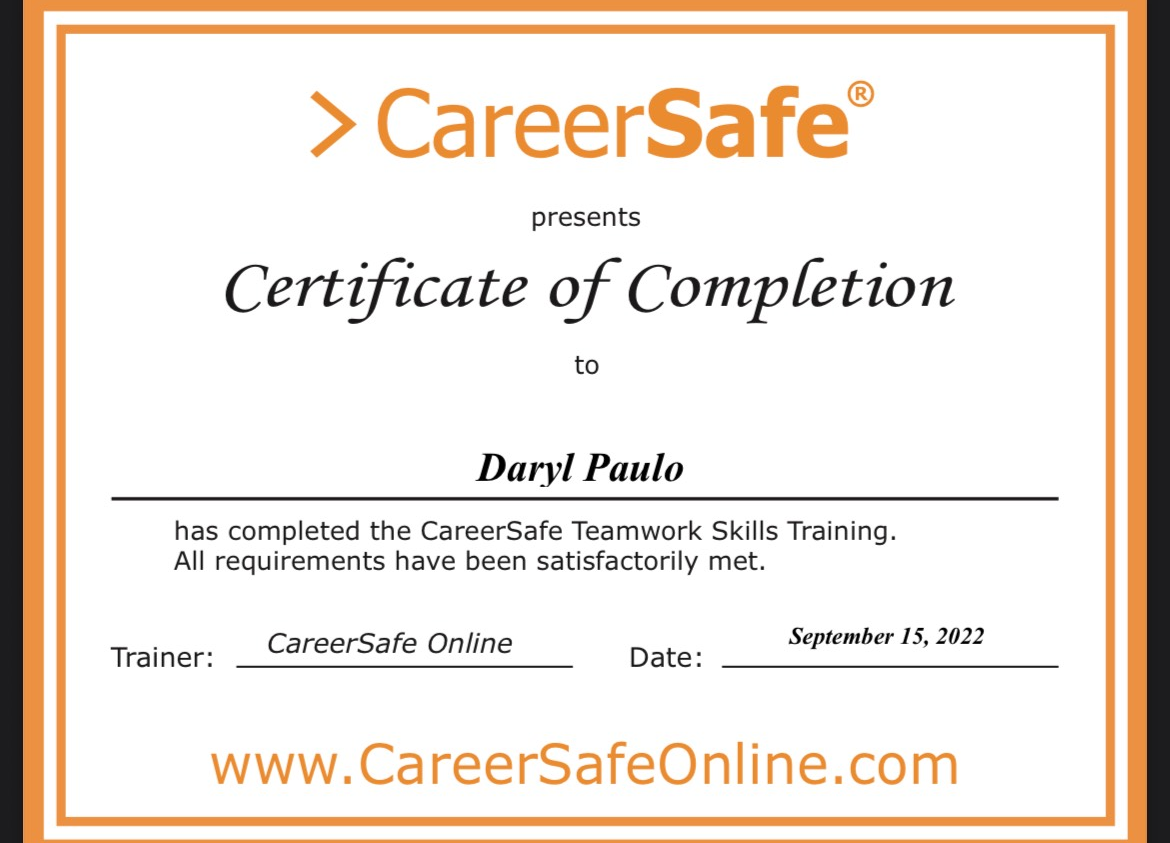 > CareerSafe®
presents
Certificate of Completion
to
Daryl Paulo
has completed the CareerSafe Teamwork Skills Training.
All requirements have been satisfactorily met.
Trainer: CareerSafe Online Date: September 15, 2022
www.CareerSafeOnline.com